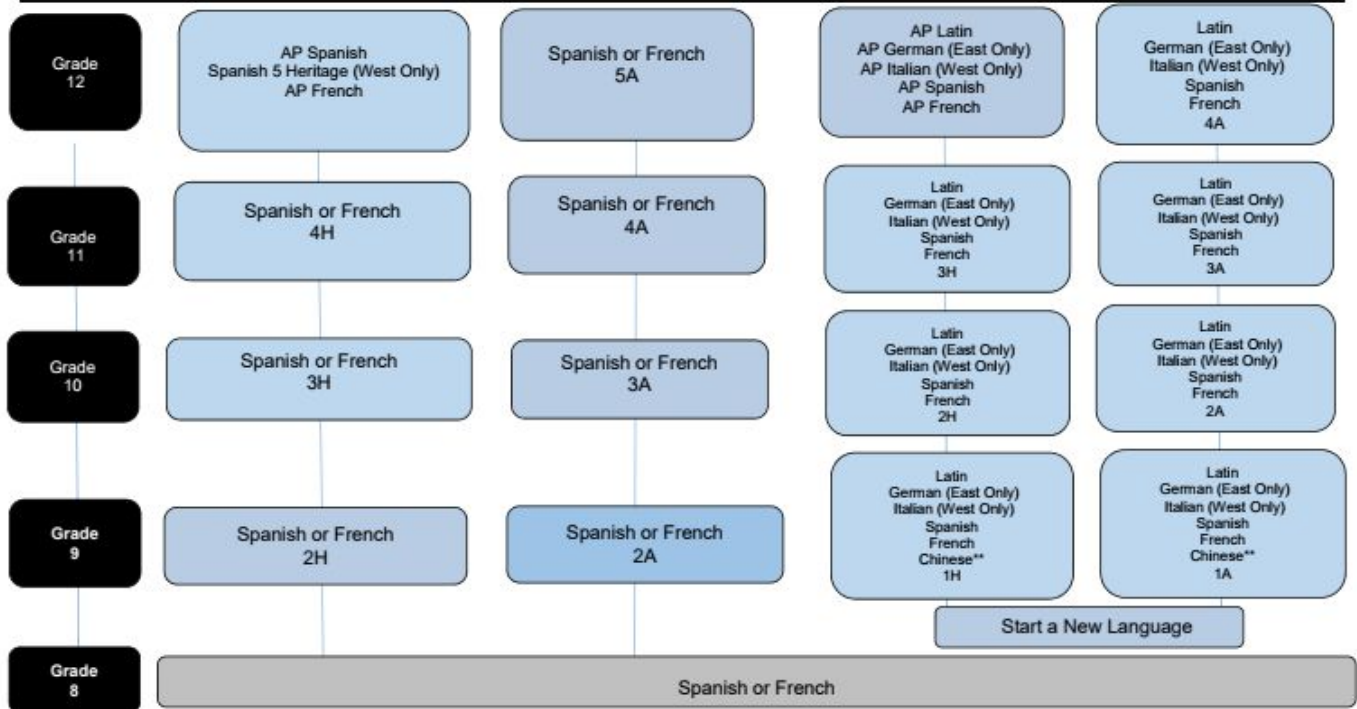 Grade
12
AP Spanish
Spanish 5 Heritage (West Only)
AP French
Spanish or French
5A
AP Latin
AP German (East Only)
AP Italian (West Only)
AP Spanish
AP French
Latin
German (East Only)
Italian (West Only)
Spanish
French
4A
Grade
11
Spanish or French
4H
Spanish or French
4A
Latin
German (East Only)
Italian (West Only)
Spanish
French
3H
Latin
German (East Only)
Italian (West Only)
Spanish
French
3A
Grade
10
Spanish or French
3H
Spanish or French
3A
Latin
German (East Only)
Italian (West Only)
Spanish
French
2H
Latin
German (East Only)
Italian (West Only)
Spanish
French
2A
Grade
9
Spanish or French
2H
Spanish or French
2A
Latin
German (East Only)
Italian (West Only)
Spanish
French
Chinese**
1H
Latin
German (East Only)
Italian (West Only)
Spanish
French
Chinese**
1A
Start a New Language
Grade
8
Spanish or French